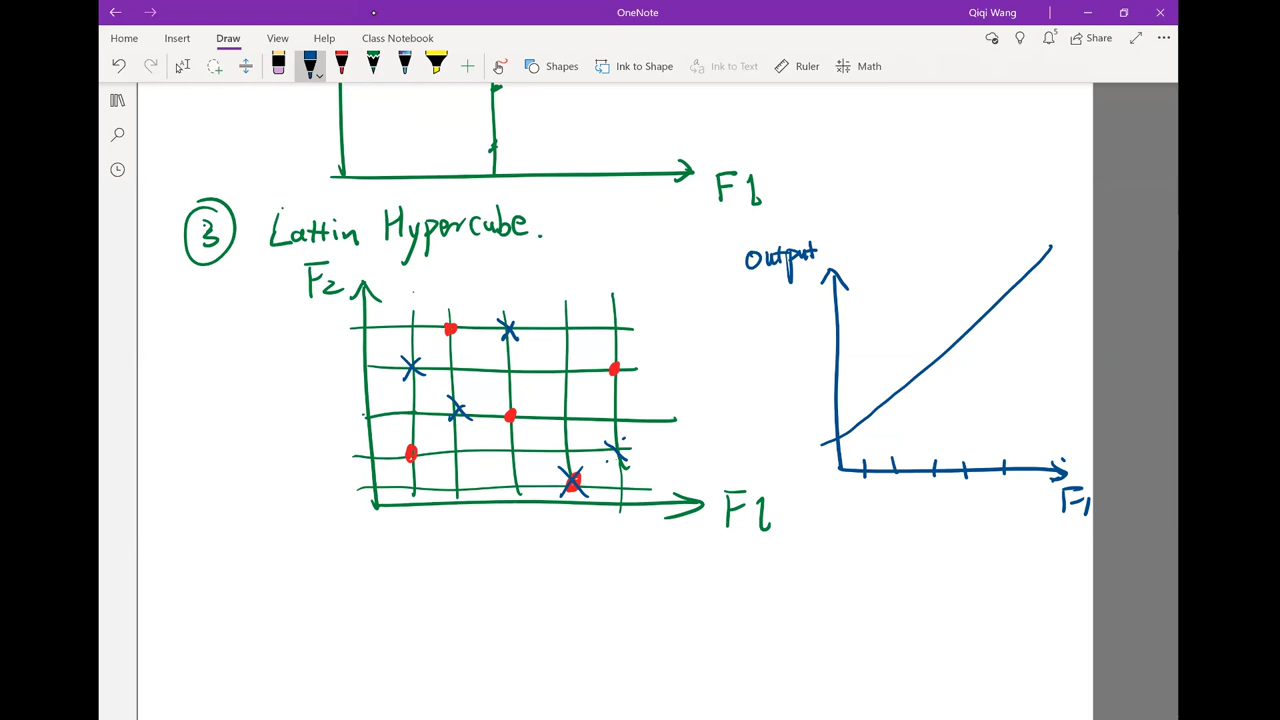 OneNote
Qiqi Wang
Home Insert Draw View Help Class Notebook
5
Share
Shapes
Ink to Shape
Ink to Text
Ruler
Math
F1
3 Lattin Hypercube.
F2
Output
F1
F1